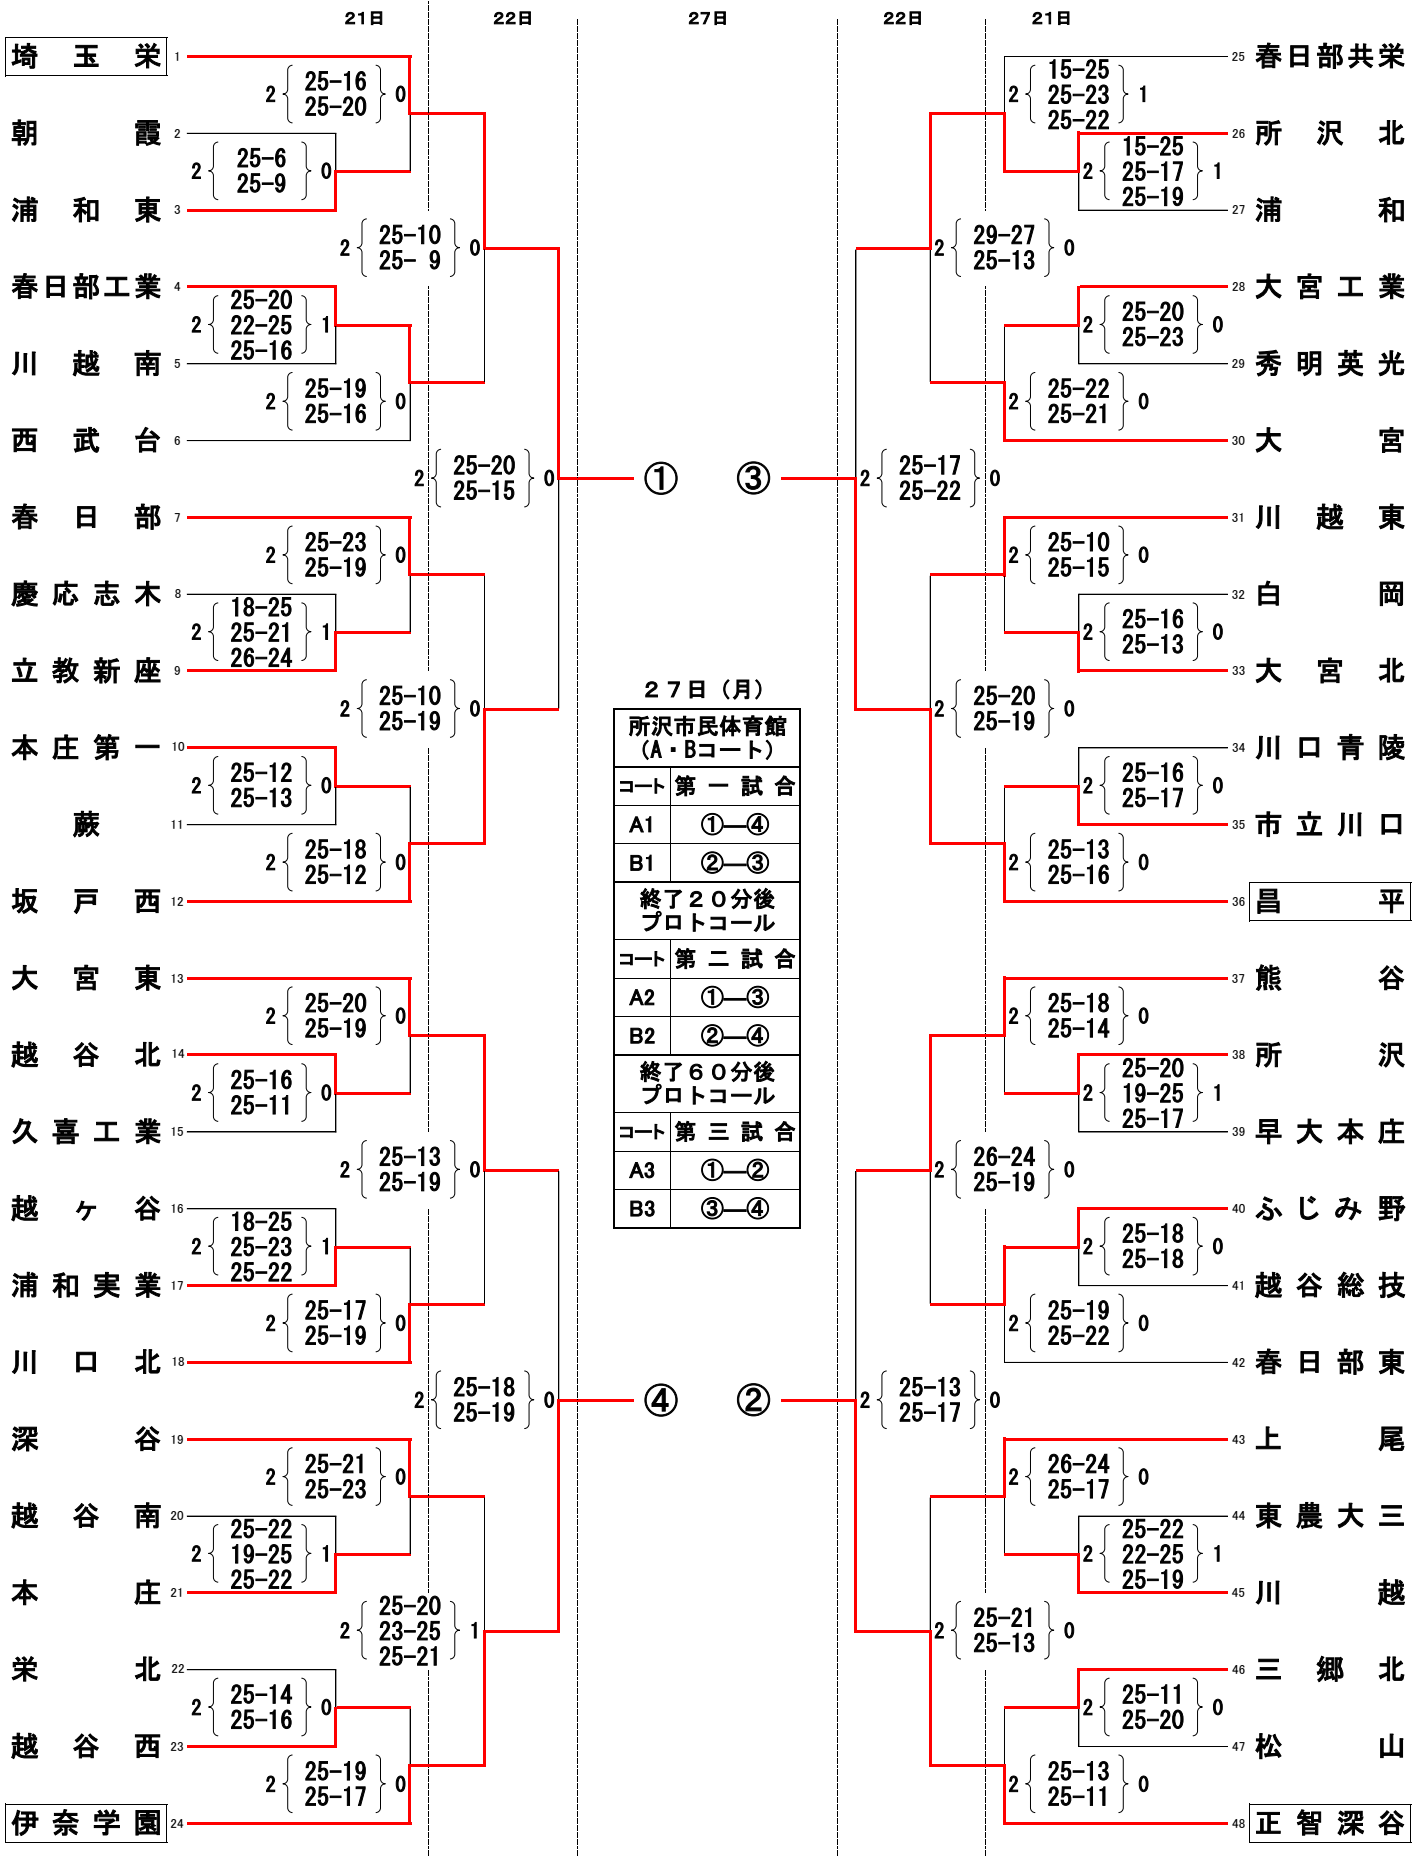 21日 22日 27日 22日 21日
埼玉栄 1
2 25-16 0
25-20
朝霞 2
2 25-6 0
25-9
浦和東 3
2 25-10 0
25- 9
春日部工業 4
2 25-20 1
22-25
25-16
川越南 5
2 25-19 0
25-16
西武台 6
2 25-20 0
25-15
①
春日部 7
2 25-23 0
25-19
慶応志木 8
2 18-25 1
25-21
26-24
立教新座 9
2 25-10 0
25-19
本庄第一 10
2 25-12 0
25-13
蕨 11
2 25-18 0
25-12
坂戸西 12
大宮東 13
2 25-20 0
25-19
越谷北 14
2 25-16 0
25-11
久喜工業 15
2 25-13 0
25-19
越ヶ谷 16
2 18-25 1
25-23
25-22
浦和実業 17
2 25-17 0
25-19
川口北 18
2 25-18 0
25-19
④
深谷 19
2 25-21 0
25-23
越谷南 20
2 25-22 1
19-25
25-22
本庄 21
2 25-20 1
23-25
25-21
栄北 22
2 25-14 0
25-16
越谷西 23
2 25-19 0
25-17
伊奈学園 24
27日（月）
所沢市民体育館
（A・Bコート）
コート 第一試合
A1 ①―④
B1 ②―③
終了20分後
プロトコール
コート 第二試合
A2 ①―③
B2 ②―④
終了60分後
プロトコール
コート 第三試合
A3 ①―②
B3 ③―④
25 春日部共栄
2 15-25 1
25-23
25-22
26 所沢北
2 15-25 1
25-17
25-19
27 浦和
2 29-27 0
25-13
28 大宮工業
2 25-20 0
25-23
29 秀明英光
2 25-22 0
25-21
30 大宮
③
2 25-17 0
25-22
31 川越東
2 25-10 0
25-15
32 白岡
2 25-16 0
25-13
33 大宮北
2 25-20 0
25-19
34 川口青陵
2 25-16 0
25-17
35 市立川口
2 25-13 0
25-16
36 昌平
37 熊谷
2 25-18 0
25-14
38 所沢
2 25-20 1
19-25
25-17
39 早大本庄
2 26-24 0
25-19
40 ふじみ野
2 25-18 0
25-18
41 越谷総技
2 25-19 0
25-22
42 春日部東
②
2 25-13 0
25-17
43 上尾
2 26-24 0
25-17
44 東農大三
2 25-22 1
22-25
25-19
45 川越
2 25-21 0
25-13
46 三郷北
2 25-11 0
25-20
47 松山
2 25-13 0
25-11
48 正智深谷